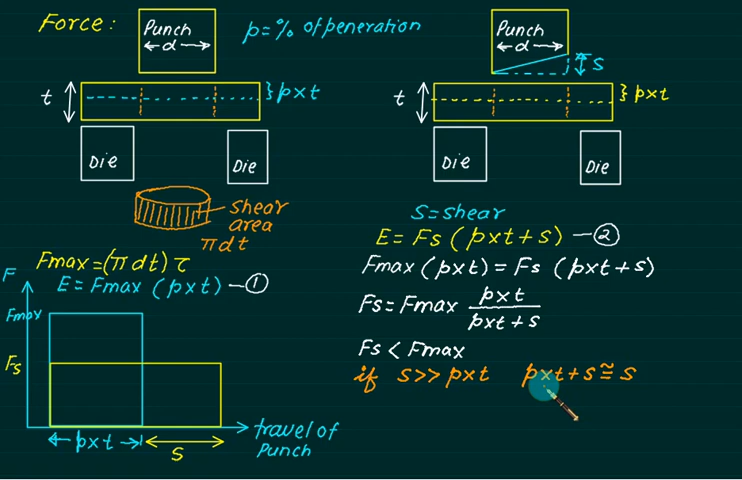 Force:
Punch
d
p=% of peneration
t
p×t
Die
Die
shear
area
πdt
Fmax=(πdt)τ
E=Fmax (p×t) —①
F
Fmax
Fs
p×t
s
travel of
Punch
Punch
d
s
t
p×t
Die
Die
S=shear
E=Fs (p×t+s) —②
Fmax (p×t) = Fs (p×t+s)
Fs=Fmax p×t / p×t+s
Fs < Fmax
if s>> p×t p×t+s≅s